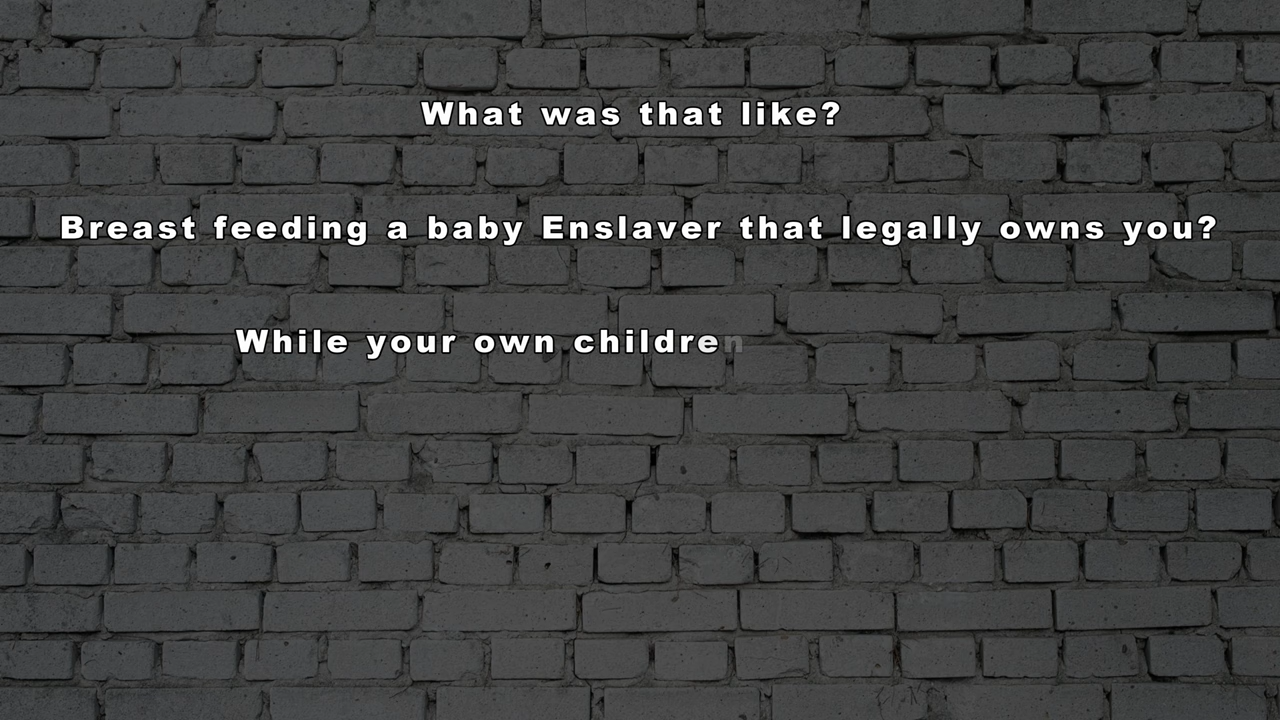 What was that like?
Breast feeding a baby Enslaver that legally owns you?
While your own children